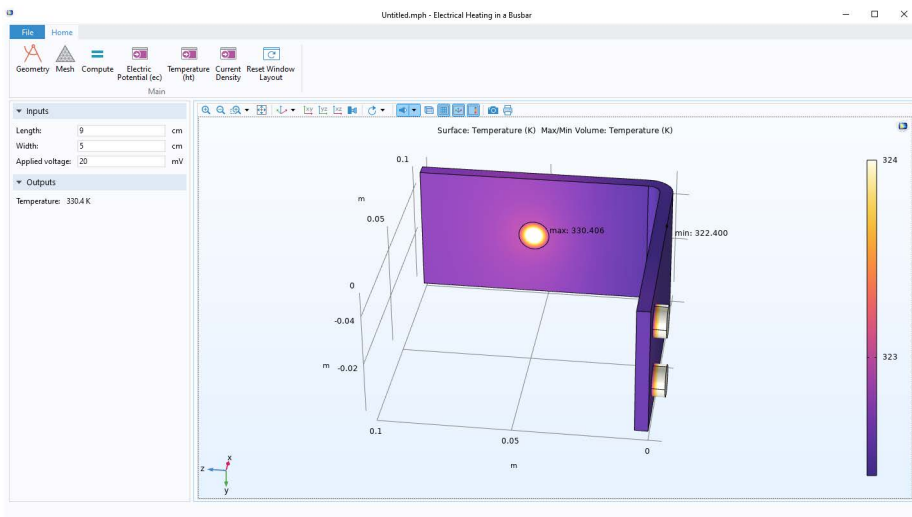 Untitled.mph - Electrical Heating in a Busbar
File Home
Geometry Mesh Compute Electric Potential (ec) Temperature (ht) Current Density Reset Window Layout
Main
Inputs
Length: 9 cm
Width: 5 cm
Applied voltage: 20 mV
Outputs
Temperature: 330.4 K
xy yz xz
Surface: Temperature (K) Max/Min Volume: Temperature (K)
0.1
324
m
0.05
max: 330.406
min: 322.400
0
-0.04
323
m -0.02
0.1
0.05
0
m
x
z
y